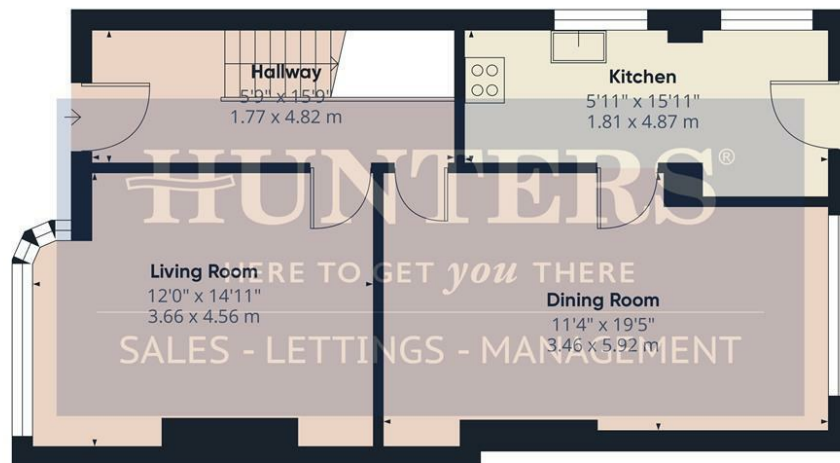 Hallway
5'9" x 15'9"
1.77 x 4.82 m
Kitchen
5'11" x 15'11"
1.81 x 4.87 m
HUNTERS®
HERE TO GET you THERE
SALES - LETTINGS - MANAGEMENT
Living Room
12'0" x 14'11"
3.66 x 4.56 m
Dining Room
11'4" x 19'5"
3.46 x 5.92 m